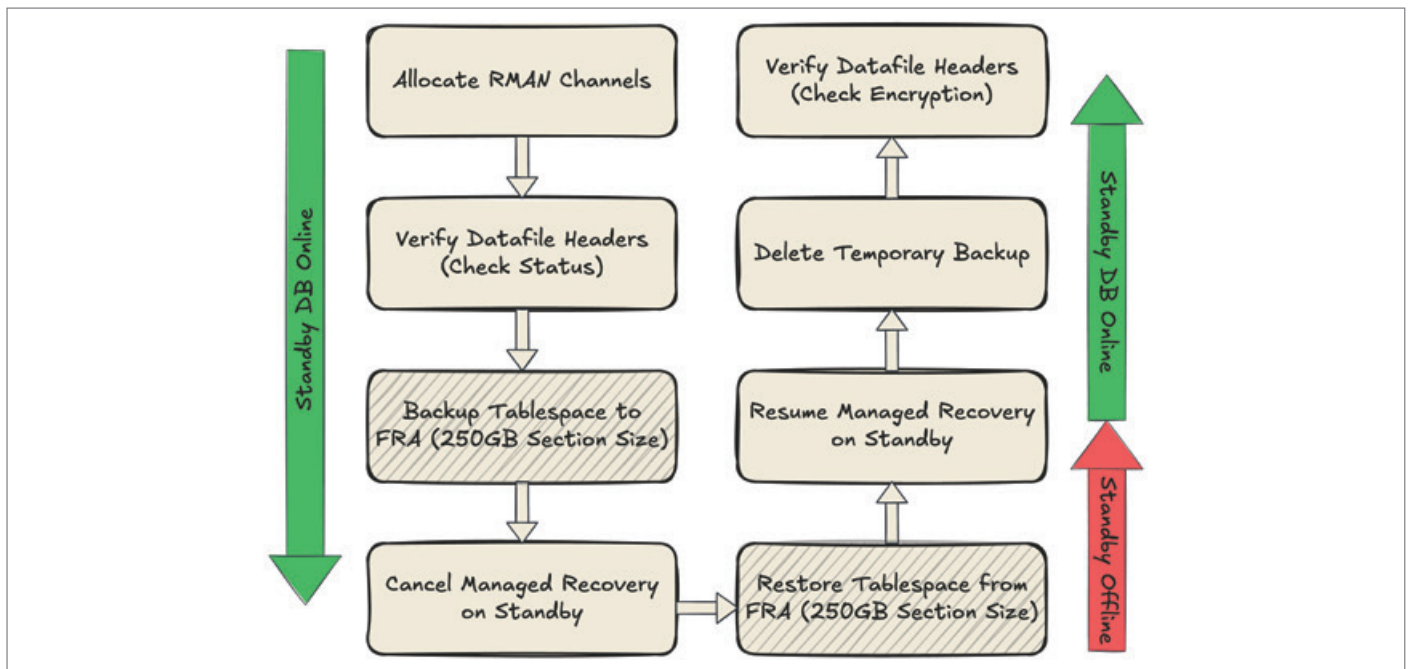 Standby DB Online
Allocate RMAN Channels
Verify Datafile Headers
(Check Status)
Backup Tablespace to
FRA (250GB Section Size)
Cancel Managed Recovery
on Standby
Restore Tablespace from
FRA (250GB Section Size)
Resume Managed Recovery
on Standby
Delete Temporary Backup
Verify Datafile Headers
(Check Encryption)
Standby Offline
Standby DB Online